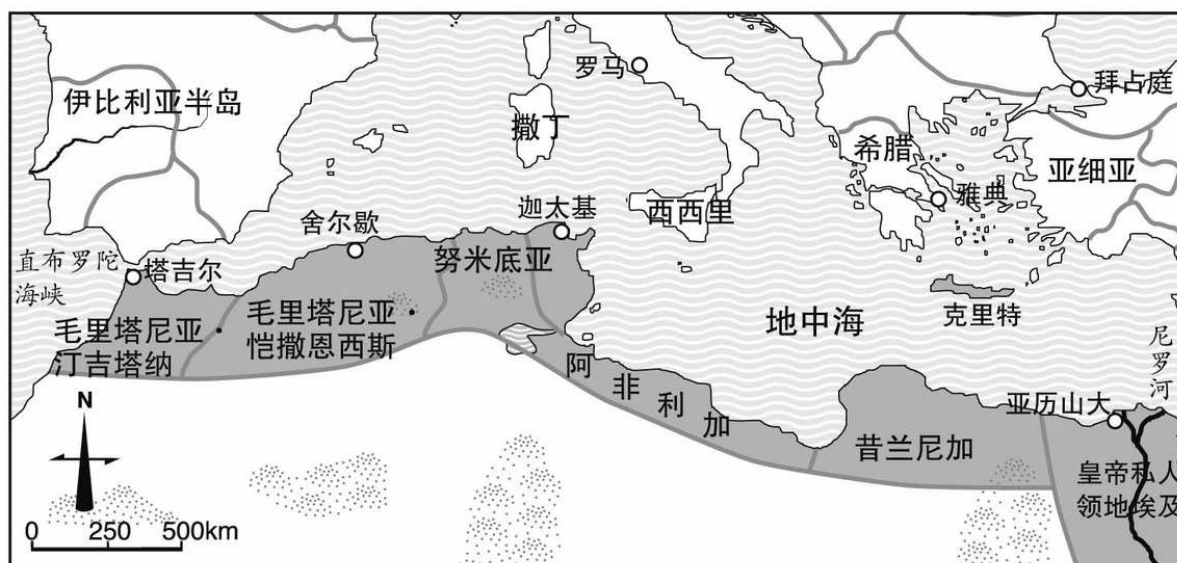 罗马
拜占庭
伊比利亚半岛
撒丁
希腊
亚细亚
雅典
西西里
迦太基
舍尔歇
努米底亚
直布罗陀
海峡
塔吉尔
毛里塔尼亚
汀吉塔纳
毛里塔尼亚
恺撒恩西斯
地中海
克里特
尼罗河
阿非利加
亚历山大
昔兰尼加
皇帝私人
领地埃及
N
0 250 500km